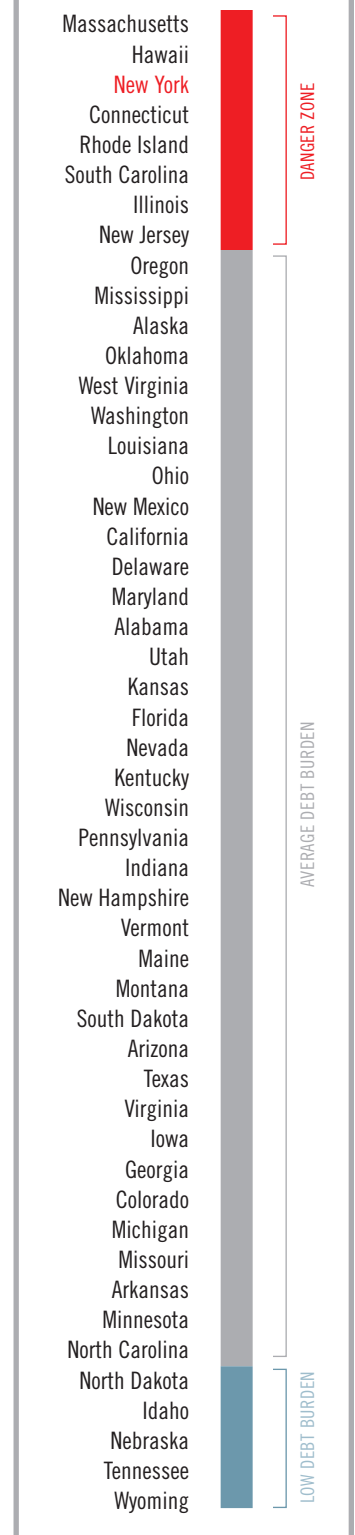 Massachusetts
Hawaii
New York
Connecticut
Rhode Island
South Carolina
Illinois
New Jersey
DANGER ZONE
Oregon
Mississippi
Alaska
Oklahoma
West Virginia
Washington
Louisiana
Ohio
New Mexico
California
Delaware
Maryland
Alabama
Utah
Kansas
Florida
Nevada
Kentucky
Wisconsin
Pennsylvania
Indiana
New Hampshire
Vermont
Maine
Montana
South Dakota
Arizona
Texas
Virginia
Iowa
Georgia
Colorado
Michigan
Missouri
Arkansas
Minnesota
North Carolina
AVERAGE DEBT BURDEN
North Dakota
Idaho
Nebraska
Tennessee
Wyoming
LOW DEBT BURDEN